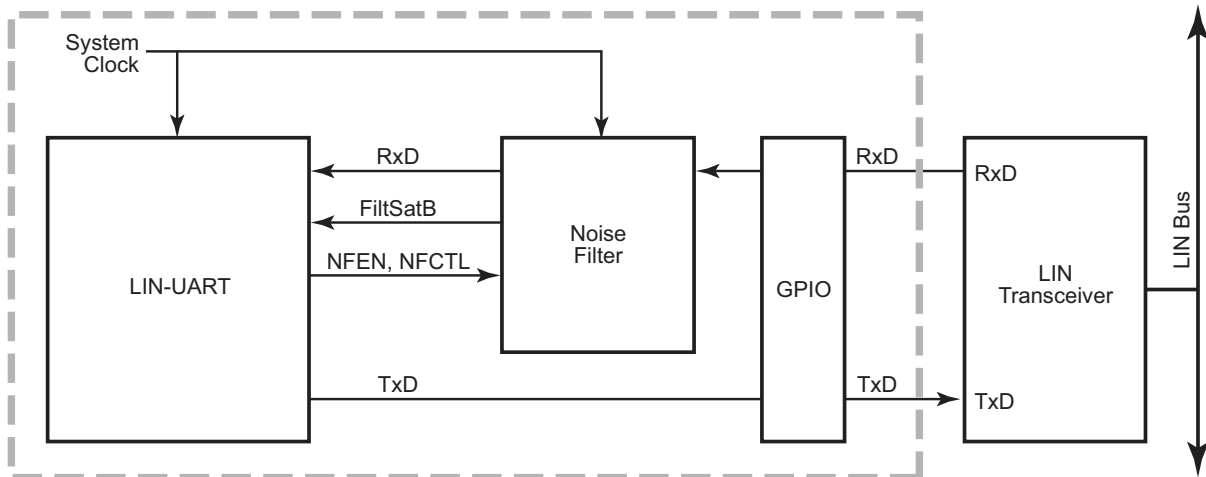 System
Clock
RxD
RxD
RxD
FiltSatB
Noise
Filter
NFEN, NFCTL
LIN-UART
GPIO
LIN
Transceiver
LIN Bus
TxD
TxD
TxD